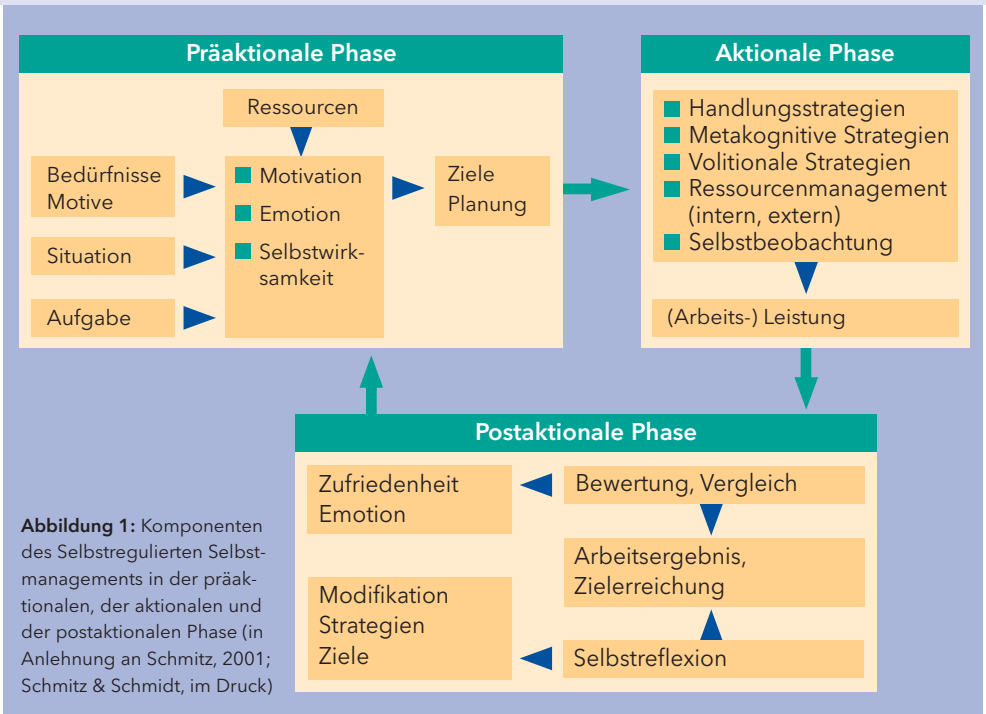 Präaktionale Phase
Ressourcen
Bedürfnisse
Motive
Situation
Aufgabe
Motivation
Emotion
Selbstwirk-
samkeit
Ziele
Planung
Aktionale Phase
Handlungsstrategien
Metakognitive Strategien
Volitionale Strategien
Ressourcenmanagement
(intern, extern)
Selbstbeobachtung
(Arbeits-) Leistung
Postaktionale Phase
Zufriedenheit
Emotion
Bewertung, Vergleich
Arbeitsergebnis,
Zielerreichung
Modifikation
Strategien
Ziele
Selbstreflexion
Abbildung 1: Komponenten
des Selbstregulierten Selbst-
managements in der präak-
tionalen, der aktionalen und
der postaktionalen Phase (in
Anlehnung an Schmitz, 2001;
Schmitz & Schmidt, im Druck)